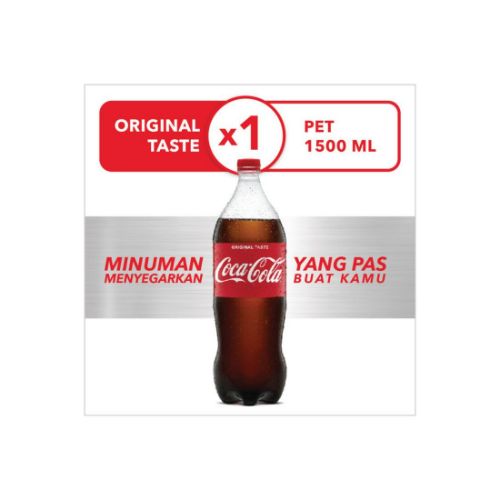 ORIGINAL
TASTE
x1
PET
1500 ML
ORIGINAL TASTE
Coca-Cola
MINUMAN
MENYEGARKAN
YANG PAS
BUAT KAMU